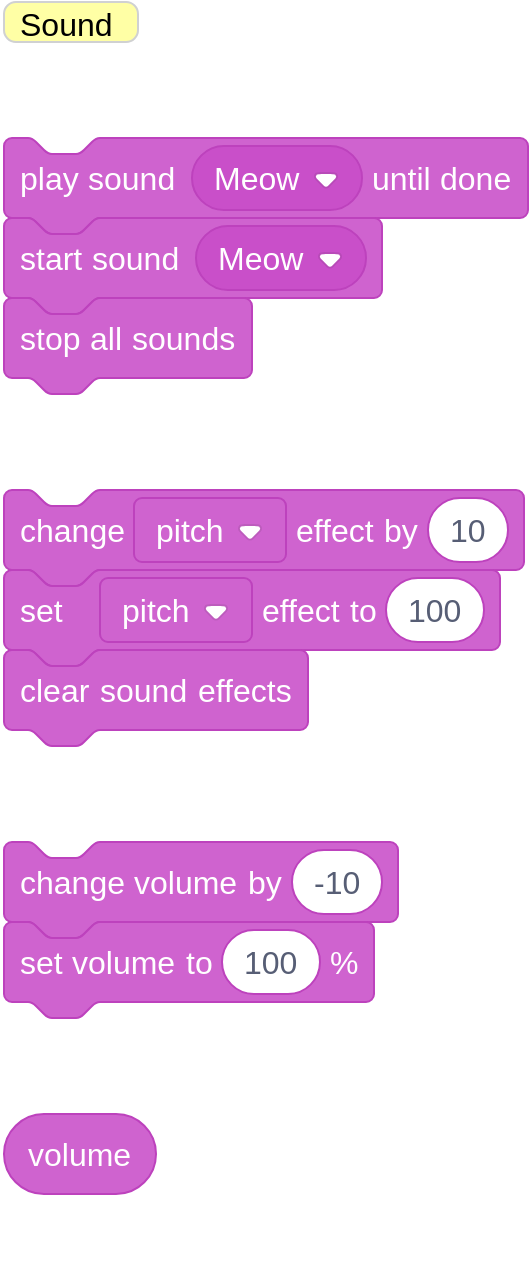 Sound
play sound Meow until done
start sound Meow
stop all sounds
change pitch effect by 10
set pitch effect to 100
clear sound effects
change volume by -10
set volume to 100 %
volume